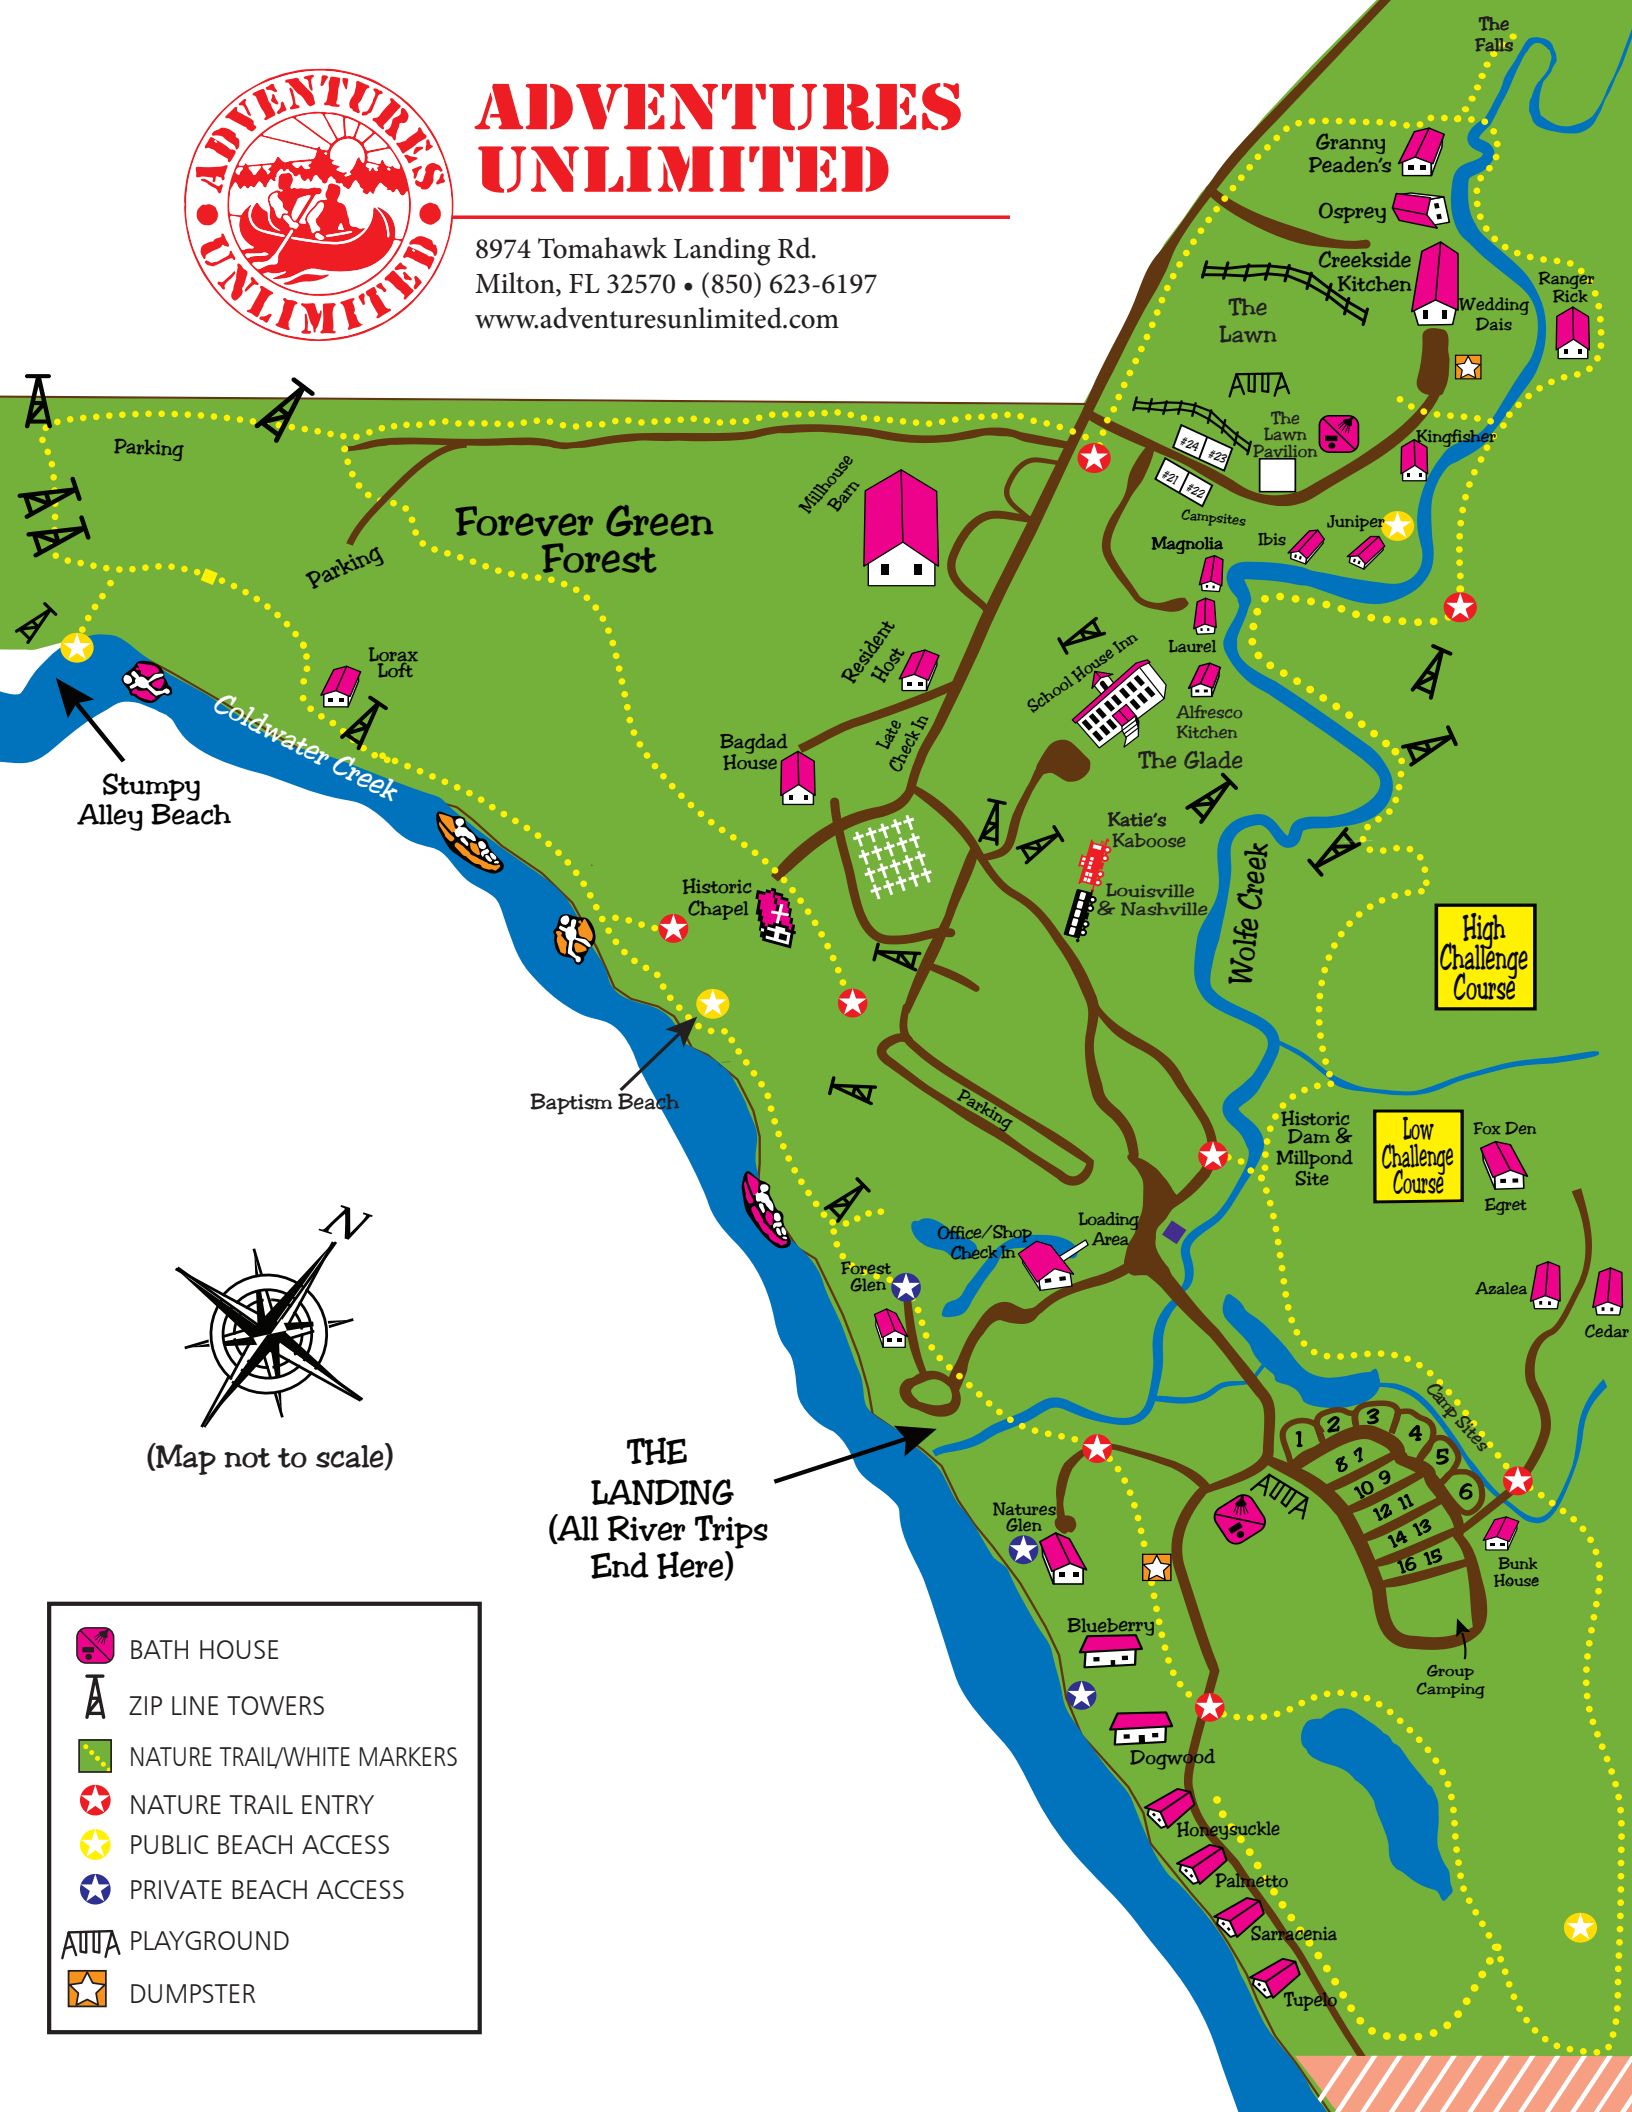 ADVENTURES
UNLIMITED
ADVENTURES
UNLIMITED
8974 Tomahawk Landing Rd.
Milton, FL 32570 • (850) 623-6197
www.adventuresunlimited.com
The
Falls
Granny
Peaden's
Osprey
Creekside
Kitchen
Wedding
Dais
Ranger
Rick
The
Lawn
The
Lawn
Pavilion
Kingfisher
#24
#23
#21
#22
Campsites
Juniper
Ibis
Magnolia
Laurel
Alfresco
Kitchen
School House Inn
The Glade
Parking
Parking
Forever Green
Forest
Millhouse
Barn
Resident
Host
Late
Check In
Bagdad
House
Lorax
Loft
Coldwater Creek
Stumpy
Alley Beach
Katie's
Kaboose
Louisville
& Nashville
Wolfe Creek
Historic
Chapel
High
Challenge
Course
Baptism Beach
Parking
Historic
Dam &
Millpond
Site
Low
Challenge
Course
Fox Den
Egret
Azalea
Cedar
Loading
Area
Office/Shop
Check In
Forest
Glen
N
(Map not to scale)
THE
LANDING
(All River Trips
End Here)
Camp Sites
1
2
3
4
5
6
8 7
10 9
12 11
14 13
16 15
Bunk
House
Group
Camping
Natures
Glen
Blueberry
Dogwood
Honeysuckle
Palmetto
Sarracenia
Tupelo
BATH HOUSE
ZIP LINE TOWERS
NATURE TRAIL/WHITE MARKERS
NATURE TRAIL ENTRY
PUBLIC BEACH ACCESS
PRIVATE BEACH ACCESS
PLAYGROUND
DUMPSTER